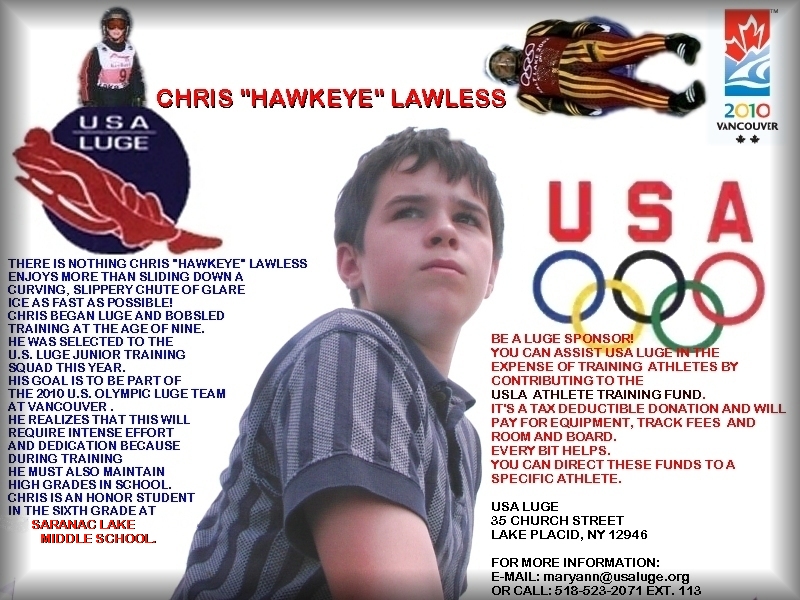 CHRIS "HAWKEYE" LAWLESS
USA
LUGE
9
2010
VANCOUVER
TM
USA
THERE IS NOTHING CHRIS "HAWKEYE" LAWLESS
ENJOYS MORE THAN SLIDING DOWN A
CURVING, SLIPPERY CHUTE OF GLARE
ICE AS FAST AS POSSIBLE!
CHRIS BEGAN LUGE AND BOBSLED
TRAINING AT THE AGE OF NINE.
HE WAS SELECTED TO THE
U.S. LUGE JUNIOR TRAINING
SQUAD THIS YEAR.
HIS GOAL IS TO BE PART OF
THE 2010 U.S. OLYMPIC LUGE TEAM
AT VANCOUVER .
HE REALIZES THAT THIS WILL
REQUIRE INTENSE EFFORT
AND DEDICATION BECAUSE
DURING TRAINING
HE MUST ALSO MAINTAIN
HIGH GRADES IN SCHOOL.
CHRIS IS AN HONOR STUDENT
IN THE SIXTH GRADE AT
SARANAC LAKE
MIDDLE SCHOOL.
BE A LUGE SPONSOR!
YOU CAN ASSIST USA LUGE IN THE
EXPENSE OF TRAINING ATHLETES BY
CONTRIBUTING TO THE
USLA ATHLETE TRAINING FUND.
IT'S A TAX DEDUCTIBLE DONATION AND WILL
PAY FOR EQUIPMENT, TRACK FEES AND
ROOM AND BOARD.
EVERY BIT HELPS.
YOU CAN DIRECT THESE FUNDS TO A
SPECIFIC ATHLETE.
USA LUGE
35 CHURCH STREET
LAKE PLACID, NY 12946
FOR MORE INFORMATION:
E-MAIL: maryann@usaluge.org
OR CALL: 518-523-2071 EXT. 113